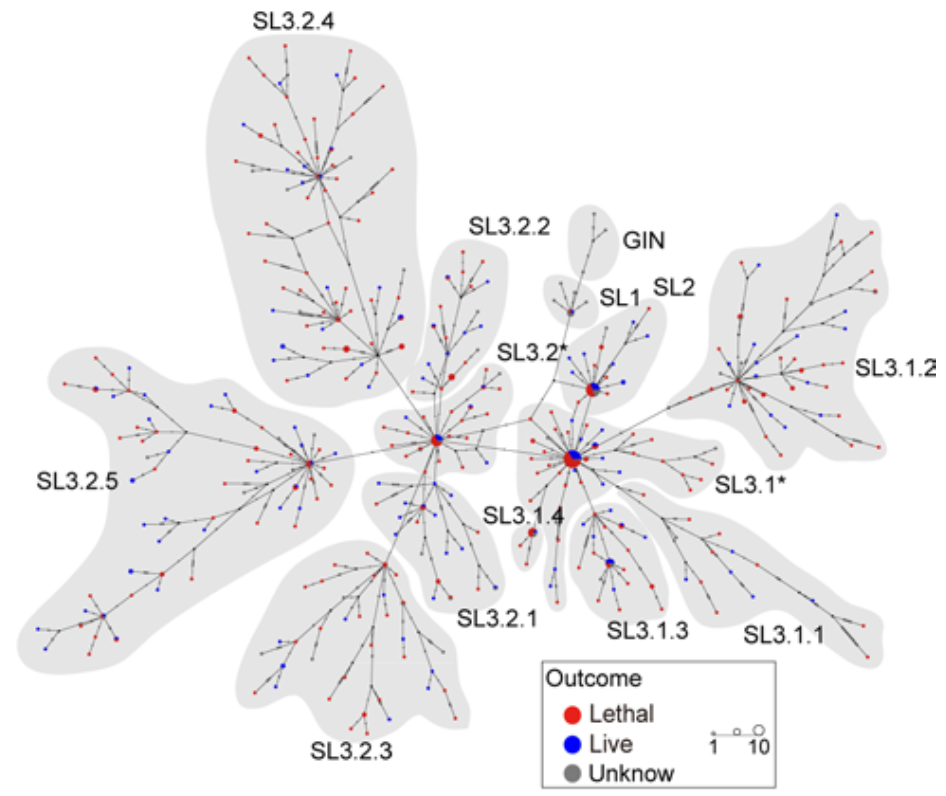 SL3.2.4
SL3.2.2
GIN
SL1
SL2
SL3.2*
SL3.1.2
SL3.2.5
SL3.1*
SL3.1.4
SL3.2.1
SL3.1.3
SL3.1.1
SL3.2.3
Outcome
Lethal
Live
Unknow
1 10